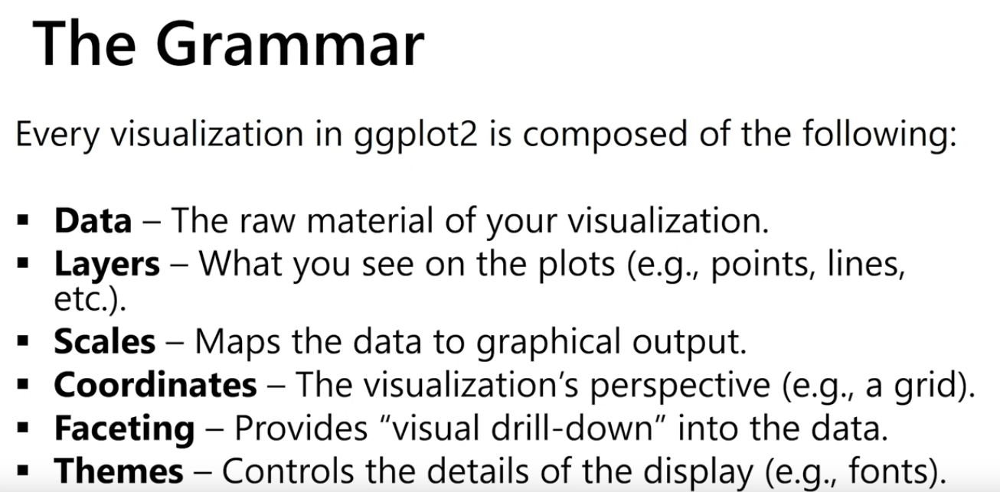 The Grammar
Every visualization in ggplot2 is composed of the following:
▪ Data – The raw material of your visualization.
▪ Layers – What you see on the plots (e.g., points, lines,
etc.).
▪ Scales – Maps the data to graphical output.
▪ Coordinates – The visualization’s perspective (e.g., a grid).
▪ Faceting – Provides “visual drill-down” into the data.
▪ Themes – Controls the details of the display (e.g., fonts).